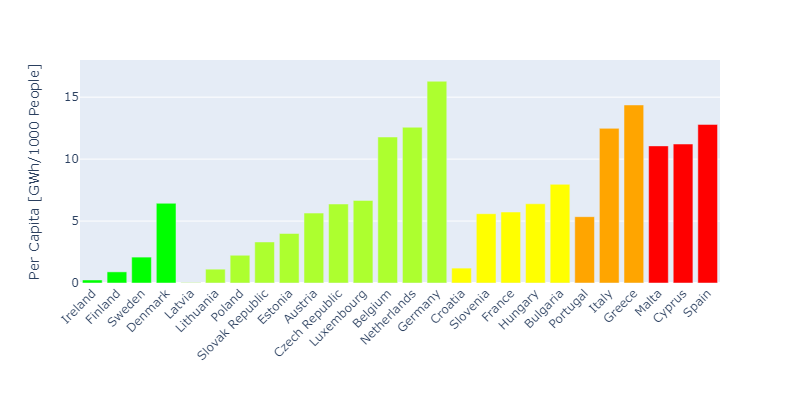 Per Capita [GWh/1000 People]
15
10
5
0
Ireland
Finland
Sweden
Denmark
Latvia
Lithuania
Poland
Slovak Republic
Estonia
Austria
Czech Republic
Luxembourg
Belgium
Netherlands
Germany
Croatia
Slovenia
France
Hungary
Bulgaria
Portugal
Italy
Greece
Malta
Cyprus
Spain